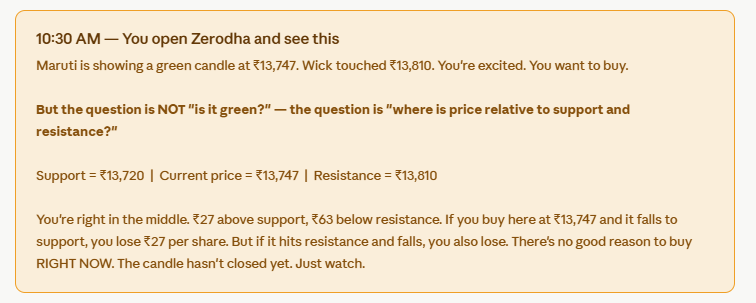 10:30 AM — You open Zerodha and see this
Maruti is showing a green candle at ₹13,747. Wick touched ₹13,810. You're excited. You want to buy.
But the question is NOT "is it green?" — the question is "where is price relative to support and
resistance?"
Support = ₹13,720 | Current price = ₹13,747 | Resistance = ₹13,810
You're right in the middle. ₹27 above support, ₹63 below resistance. If you buy here at ₹13,747 and it falls to
support, you lose ₹27 per share. But if it hits resistance and falls, you also lose. There's no good reason to buy
RIGHT NOW. The candle hasn't closed yet. Just watch.